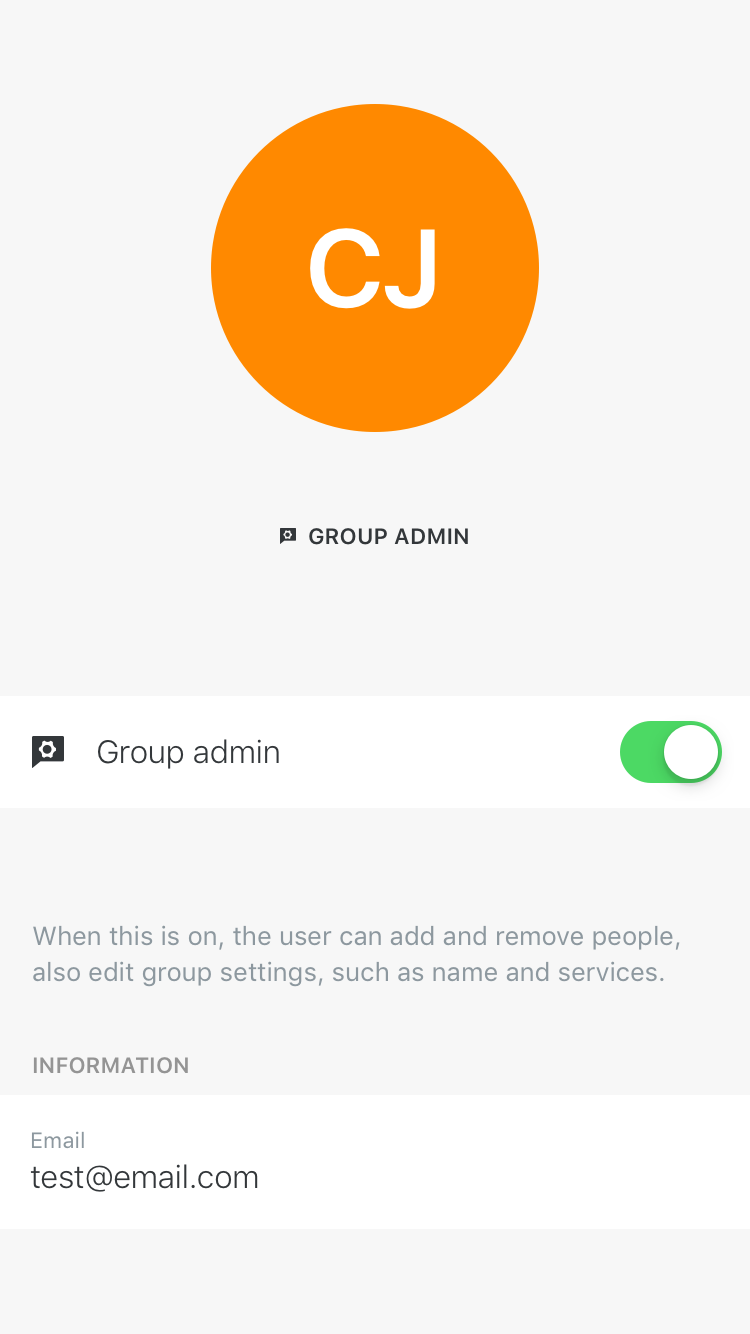 CJ
GROUP ADMIN
Group admin
When this is on, the user can add and remove people,
also edit group settings, such as name and services.
INFORMATION
Email
test@email.com